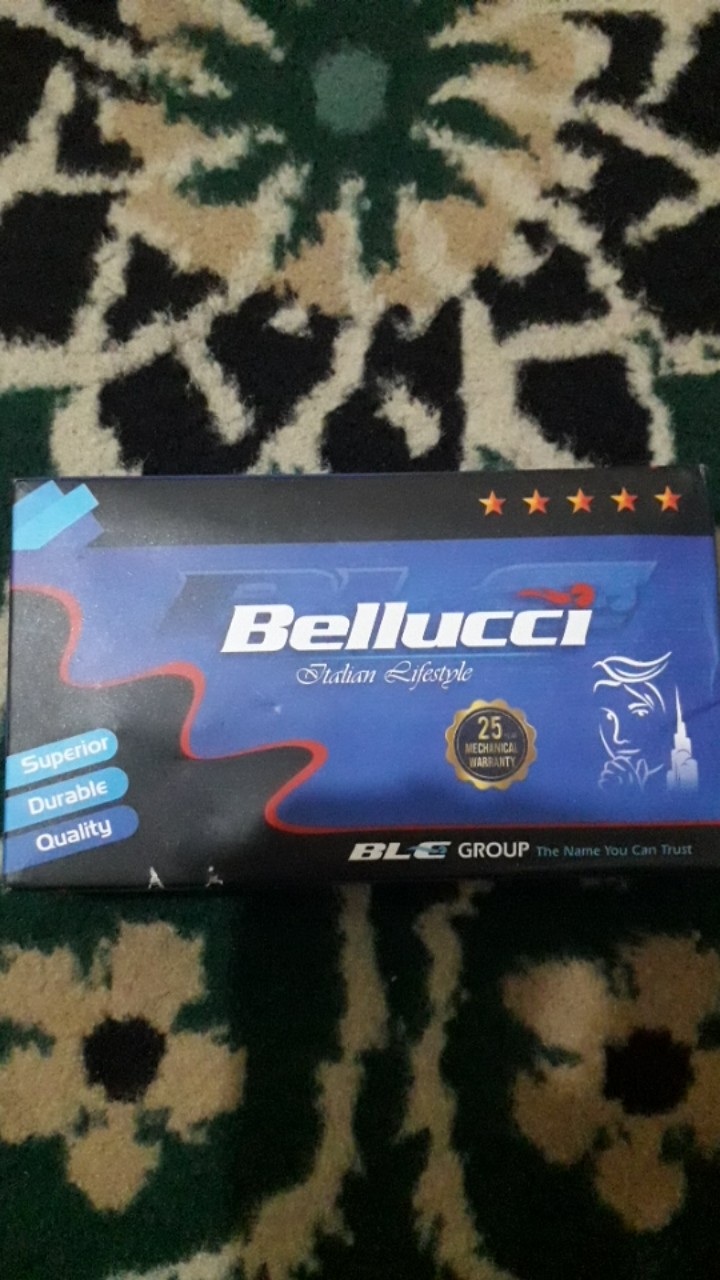 Bellucci
Italian Lifestyle
25
MECHANICAL
WARRANTY
Superior
Durable
Quality
BLE GROUP The Name You Can Trust